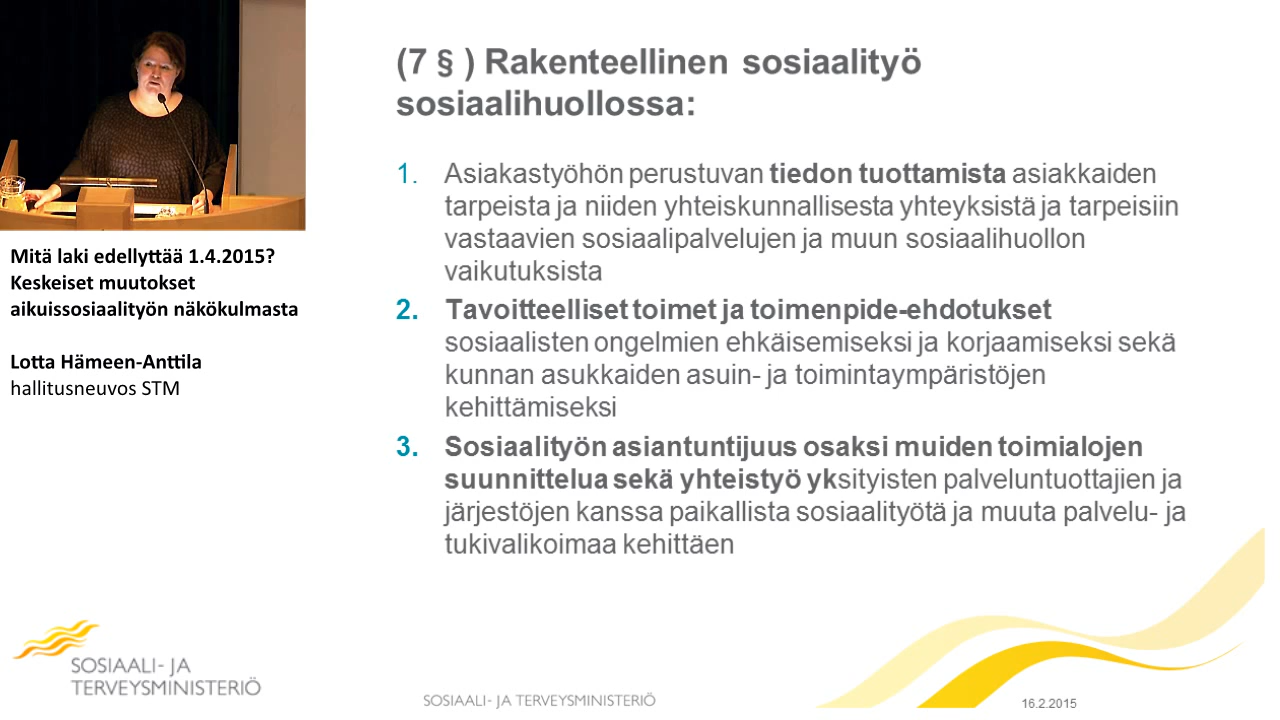 (7 § ) Rakenteellinen sosiaalityö
sosiaalihuollossa:
1. Asiakastyöhön perustuvan tiedon tuottamista asiakkaiden
tarpeista ja niiden yhteiskunnallisesta yhteyksistä ja tarpeisiin
vastaavien sosiaalipalvelujen ja muun sosiaalihuollon
vaikutuksista
2. Tavoitteelliset toimet ja toimenpide-ehdotukset
sosiaalisten ongelmien ehkäisemiseksi ja korjaamiseksi sekä
kunnan asukkaiden asuin- ja toimintaympäristöjen
kehittämiseksi
3. Sosiaalityön asiantuntijuus osaksi muiden toimialojen
suunnittelua sekä yhteistyö yksityisten palveluntuottajien ja
järjestöjen kanssa paikallista sosiaalityötä ja muuta palvelu- ja
tukivalikoimaa kehittäen
Mitä laki edellyttää 1.4.2015?
Keskeiset muutokset
aikuissosiaalityön näkökulmasta
Lotta Hämeen-Anttila
hallitusneuvos STM
SOSIAALI- JA
TERVEYSMINISTERIÖ
SOSIAALI- JA TERVEYSMINISTERIÖ
16.2.2015